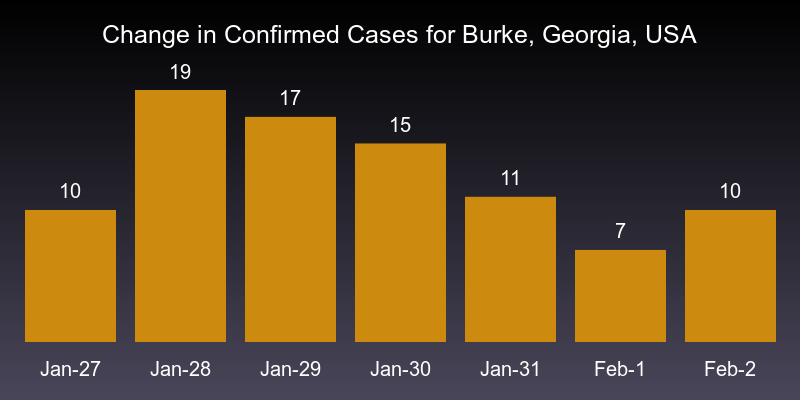 Change in Confirmed Cases for Burke, Georgia, USA
10
19
17
15
11
7
10
Jan-27
Jan-28
Jan-29
Jan-30
Jan-31
Feb-1
Feb-2